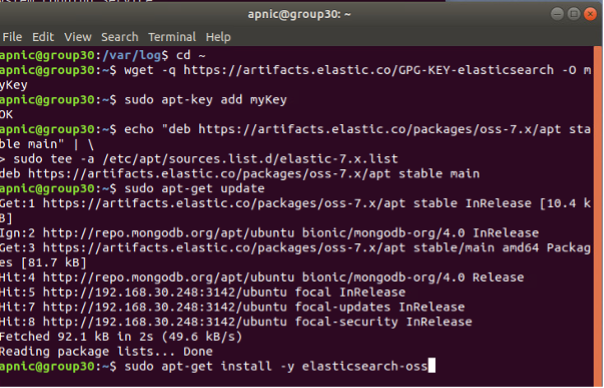 apnic@group30: ~
File Edit View Search Terminal Help
apnic@group30:/var/log$ cd ~
apnic@group30:~$ wget -q https://artifacts.elastic.co/GPG-KEY-elasticsearch -O m
yKey
apnic@group30:~$ sudo apt-key add myKey
OK
apnic@group30:~$ echo "deb https://artifacts.elastic.co/packages/oss-7.x/apt sta
ble main" | \
> sudo tee -a /etc/apt/sources.list.d/elastic-7.x.list
deb https://artifacts.elastic.co/packages/oss-7.x/apt stable main
apnic@group30:~$ sudo apt-get update
Get:1 https://artifacts.elastic.co/packages/oss-7.x/apt stable InRelease [10.4 k
B]
Ign:2 http://repo.mongodb.org/apt/ubuntu bionic/mongodb-org/4.0 InRelease
Get:3 https://artifacts.elastic.co/packages/oss-7.x/apt stable/main amd64 Packag
es [81.7 kB]
Hit:4 http://repo.mongodb.org/apt/ubuntu bionic/mongodb-org/4.0 Release
Hit:5 http://192.168.30.248:3142/ubuntu focal InRelease
Hit:7 http://192.168.30.248:3142/ubuntu focal-updates InRelease
Hit:8 http://192.168.30.248:3142/ubuntu focal-security InRelease
Fetched 92.1 kB in 2s (49.6 kB/s)
Reading package lists... Done
apnic@group30:~$ sudo apt-get install -y elasticsearch-oss